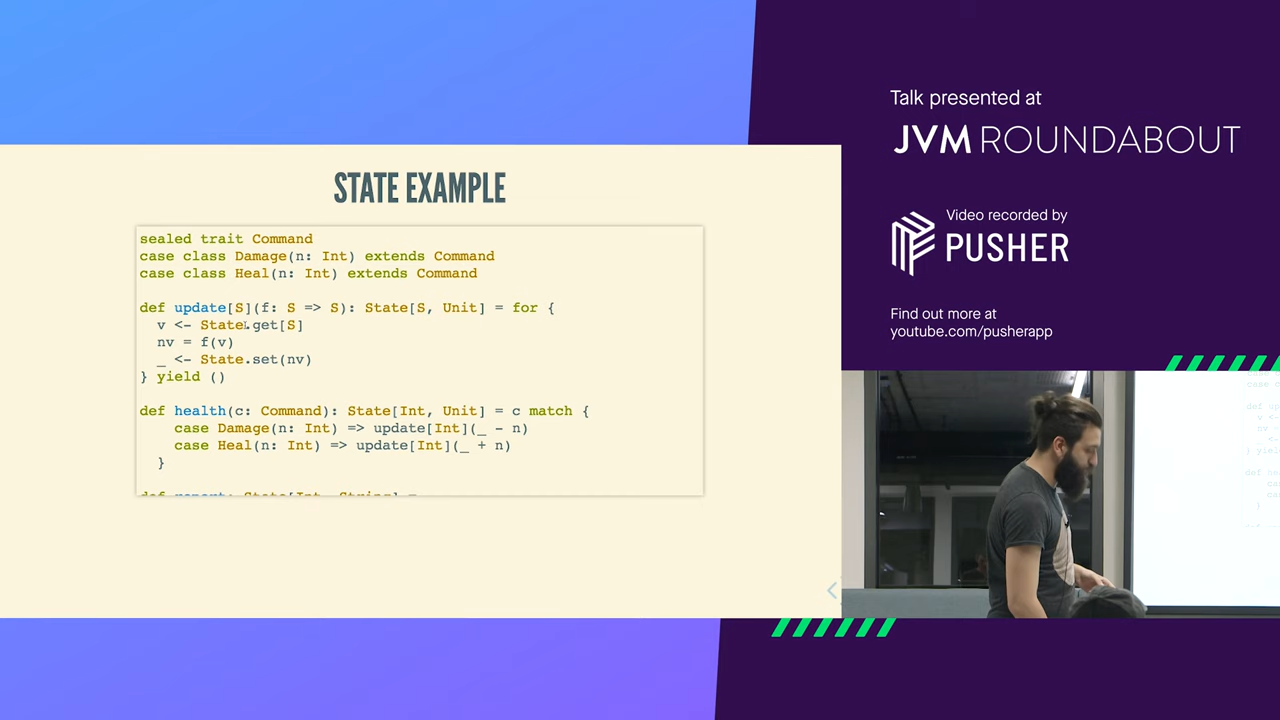 STATE EXAMPLE
sealed trait Command
case class Damage(n: Int) extends Command
case class Heal(n: Int) extends Command
def update[S](f: S => S): State[S, Unit] = for {
v <- State.get[S]
nv = f(v)
_ <- State.set(nv)
} yield ()
def health(c: Command): State[Int, Unit] = c match {
case Damage(n: Int) => update[Int](_ - n)
case Heal(n: Int) => update[Int](_ + n)
}
Talk presented at
JVM ROUNDABOUT
Video recorded by
PUSHER
Find out more at
youtube.com/pusherapp